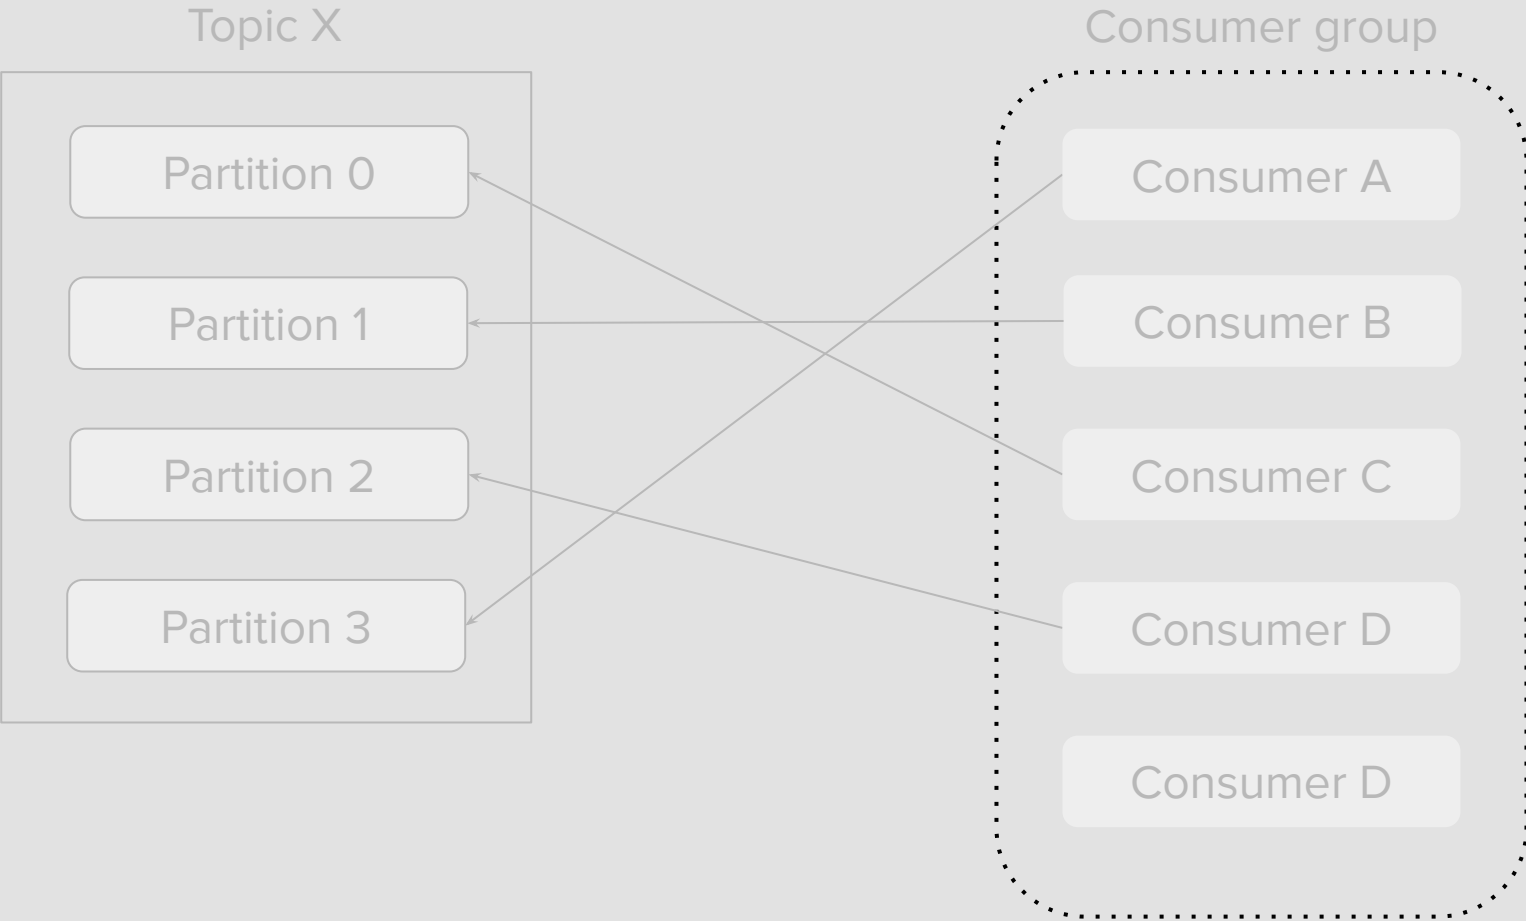 Topic X
Consumer group
Partition 0
Consumer A
Partition 1
Consumer B
Partition 2
Consumer C
Partition 3
Consumer D
Consumer D